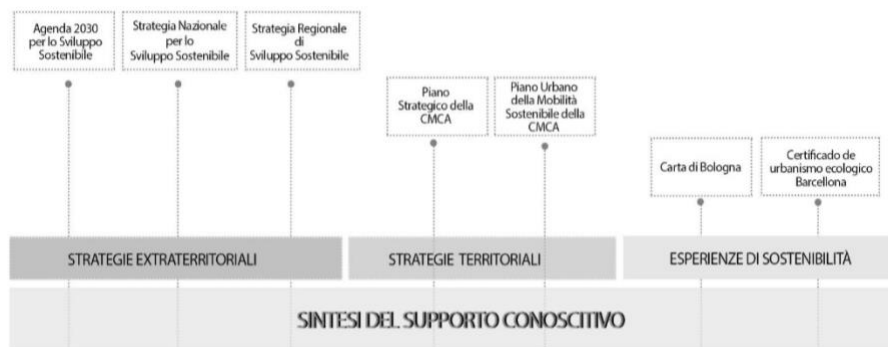 Agenda 2030
per lo Sviluppo
Sostenibile
Strategia Nazionale
per lo
Sviluppo Sostenibile
Strategia Regionale
di
Sviluppo Sostenibile
Piano
Strategico della
CMCA
Piano Urbano
della Mobilità
Sostenibile della
CMCA
Carta di Bologna
Certificado de
urbanismo ecologico
Barcellona
STRATEGIE EXTRATERRITORIALI
STRATEGIE TERRITORIALI
ESPERIENZE DI SOSTENIBILITÀ
SINTESI DEL SUPPORTO CONOSCITIVO